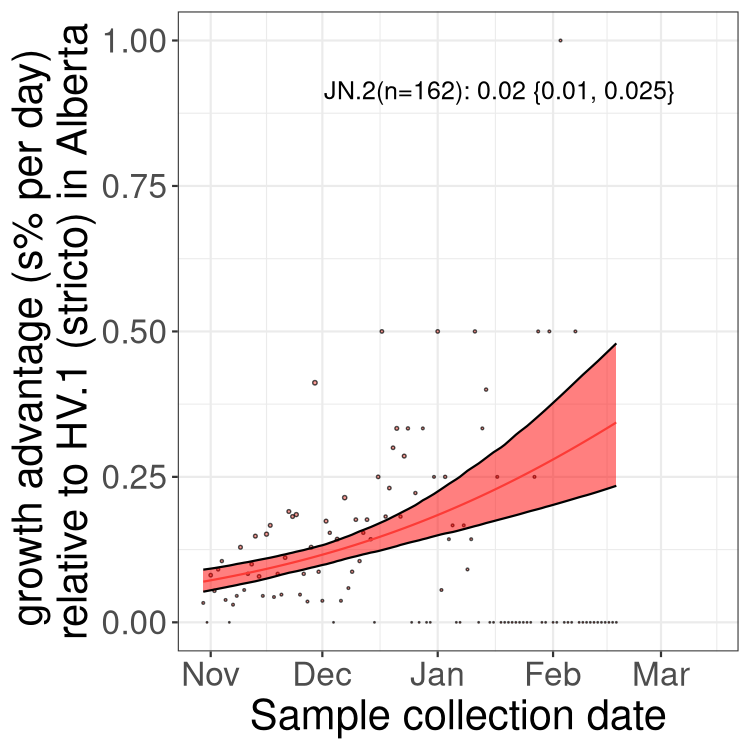 growth advantage (s% per day)
relative to HV.1 (stricto) in Alberta
1.00
0.75
0.50
0.25
0.00
JN.2(n=162): 0.02 {0.01, 0.025}
Nov Dec Jan Feb Mar
Sample collection date